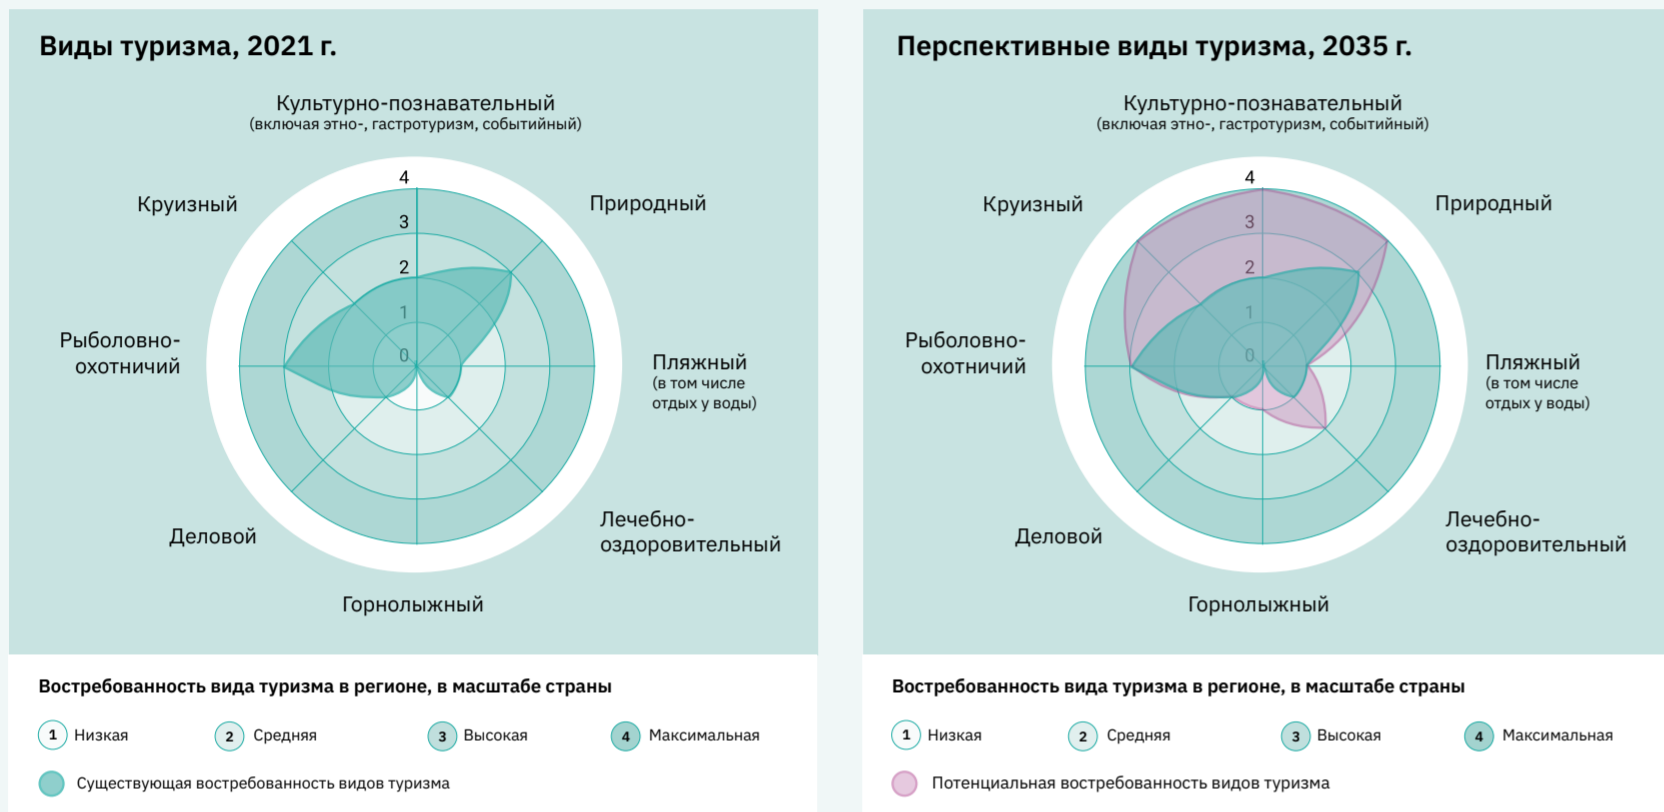 Виды туризма, 2021 г.
Культурно-познавательный
(включая этно-, гастротуризм, событийный)
Круизный
Природный
4
3
2
1
0
Рыболовно-
охотничий
Пляжный
(в том числе
отдых у воды)
Деловой
Лечебно-
оздоровительный
Горнолыжный
Востребованность вида туризма в регионе, в масштабе страны
1 Низкая 2 Средняя 3 Высокая 4 Максимальная
Существующая востребованность видов туризма
Перспективные виды туризма, 2035 г.
Культурно-познавательный
(включая этно-, гастротуризм, событийный)
Круизный
Природный
4
3
2
1
0
Рыболовно-
охотничий
Пляжный
(в том числе
отдых у воды)
Деловой
Лечебно-
оздоровительный
Горнолыжный
Востребованность вида туризма в регионе, в масштабе страны
1 Низкая 2 Средняя 3 Высокая 4 Максимальная
Потенциальная востребованность видов туризма